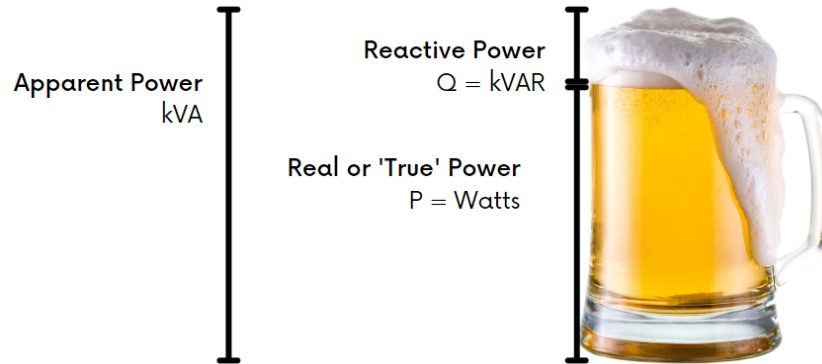 Apparent Power
kVA
Reactive Power
Q = kVAR
Real or 'True' Power
P = Watts